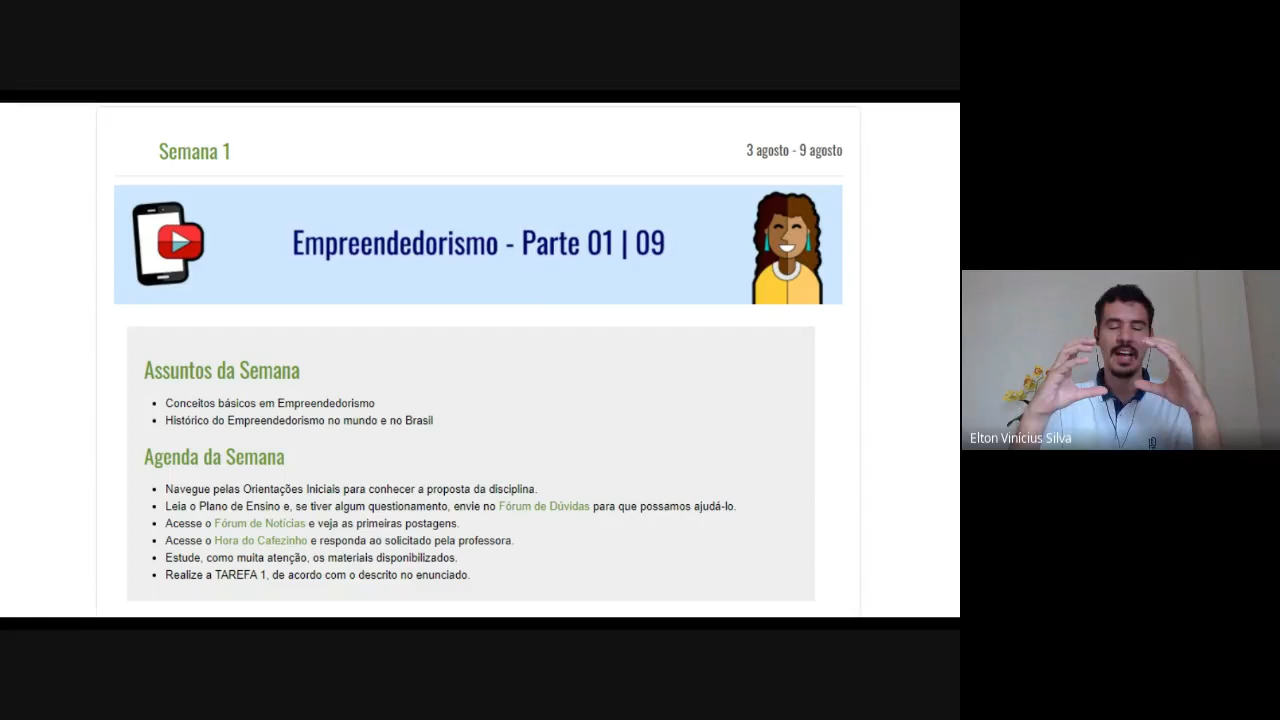 Semana 1
3 agosto - 9 agosto
Empreendedorismo - Parte 01 | 09
Assuntos da Semana
• Conceitos básicos em Empreendedorismo
• Histórico do Empreendedorismo no mundo e no Brasil
Agenda da Semana
• Navegue pelas Orientações Iniciais para conhecer a proposta da disciplina.
• Leia o Plano de Ensino e, se tiver algum questionamento, envie no Fórum de Dúvidas para que possamos ajudá-lo.
• Acesse o Fórum de Notícias e veja as primeiras postagens.
• Acesse o Hora do Cafezinho e responda ao solicitado pela professora.
• Estude, como muita atenção, os materiais disponibilizados.
• Realize a TAREFA 1, de acordo com o descrito no enunciado.
Elton Vinícius Silva